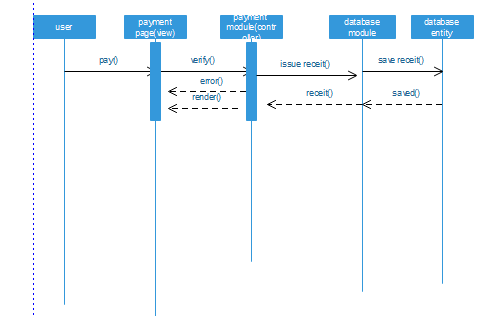 user
payment
page(view)
payment
module(contr
oller)
database
module
database
entity
pay()
verify()
issue receit()
save receit()
error()
render()
receit()
saved()